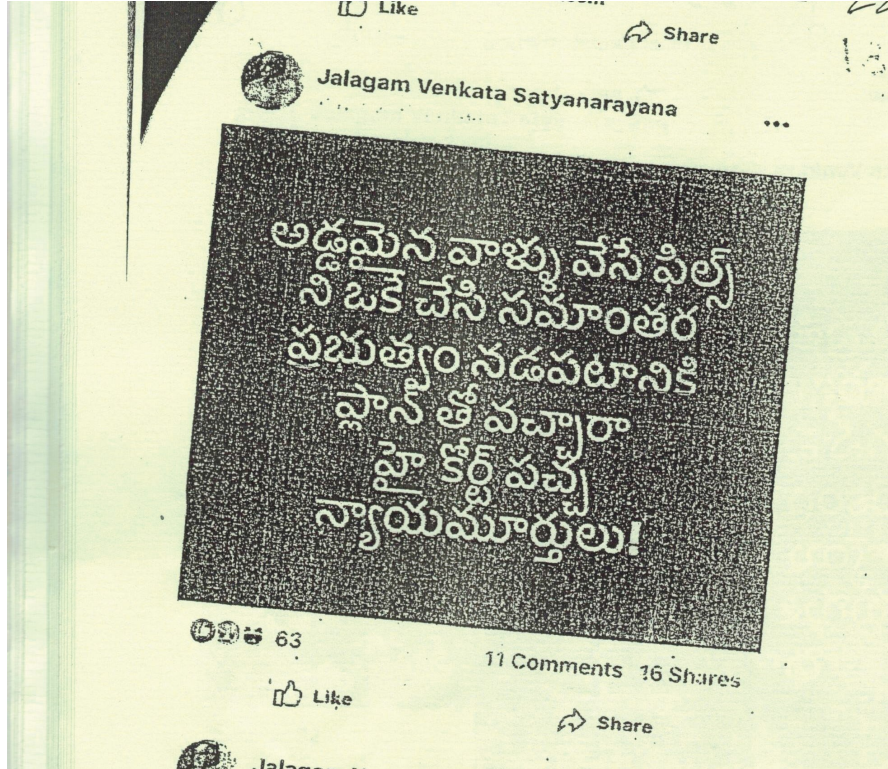 Like
Share
Jalagam Venkata Satyanarayana
అడ్డమైన వాళ్ళు వేసే ఫిల్స్
ని ఒకే చేసి సమాంతర
ప్రభుత్వం నడపటానికి
ప్లాన్ తో వచ్చారా
హై కోర్ట్ పచ్చ
న్యాయమూర్తులు!
63
11 Comments 16 Shares
Like
Share